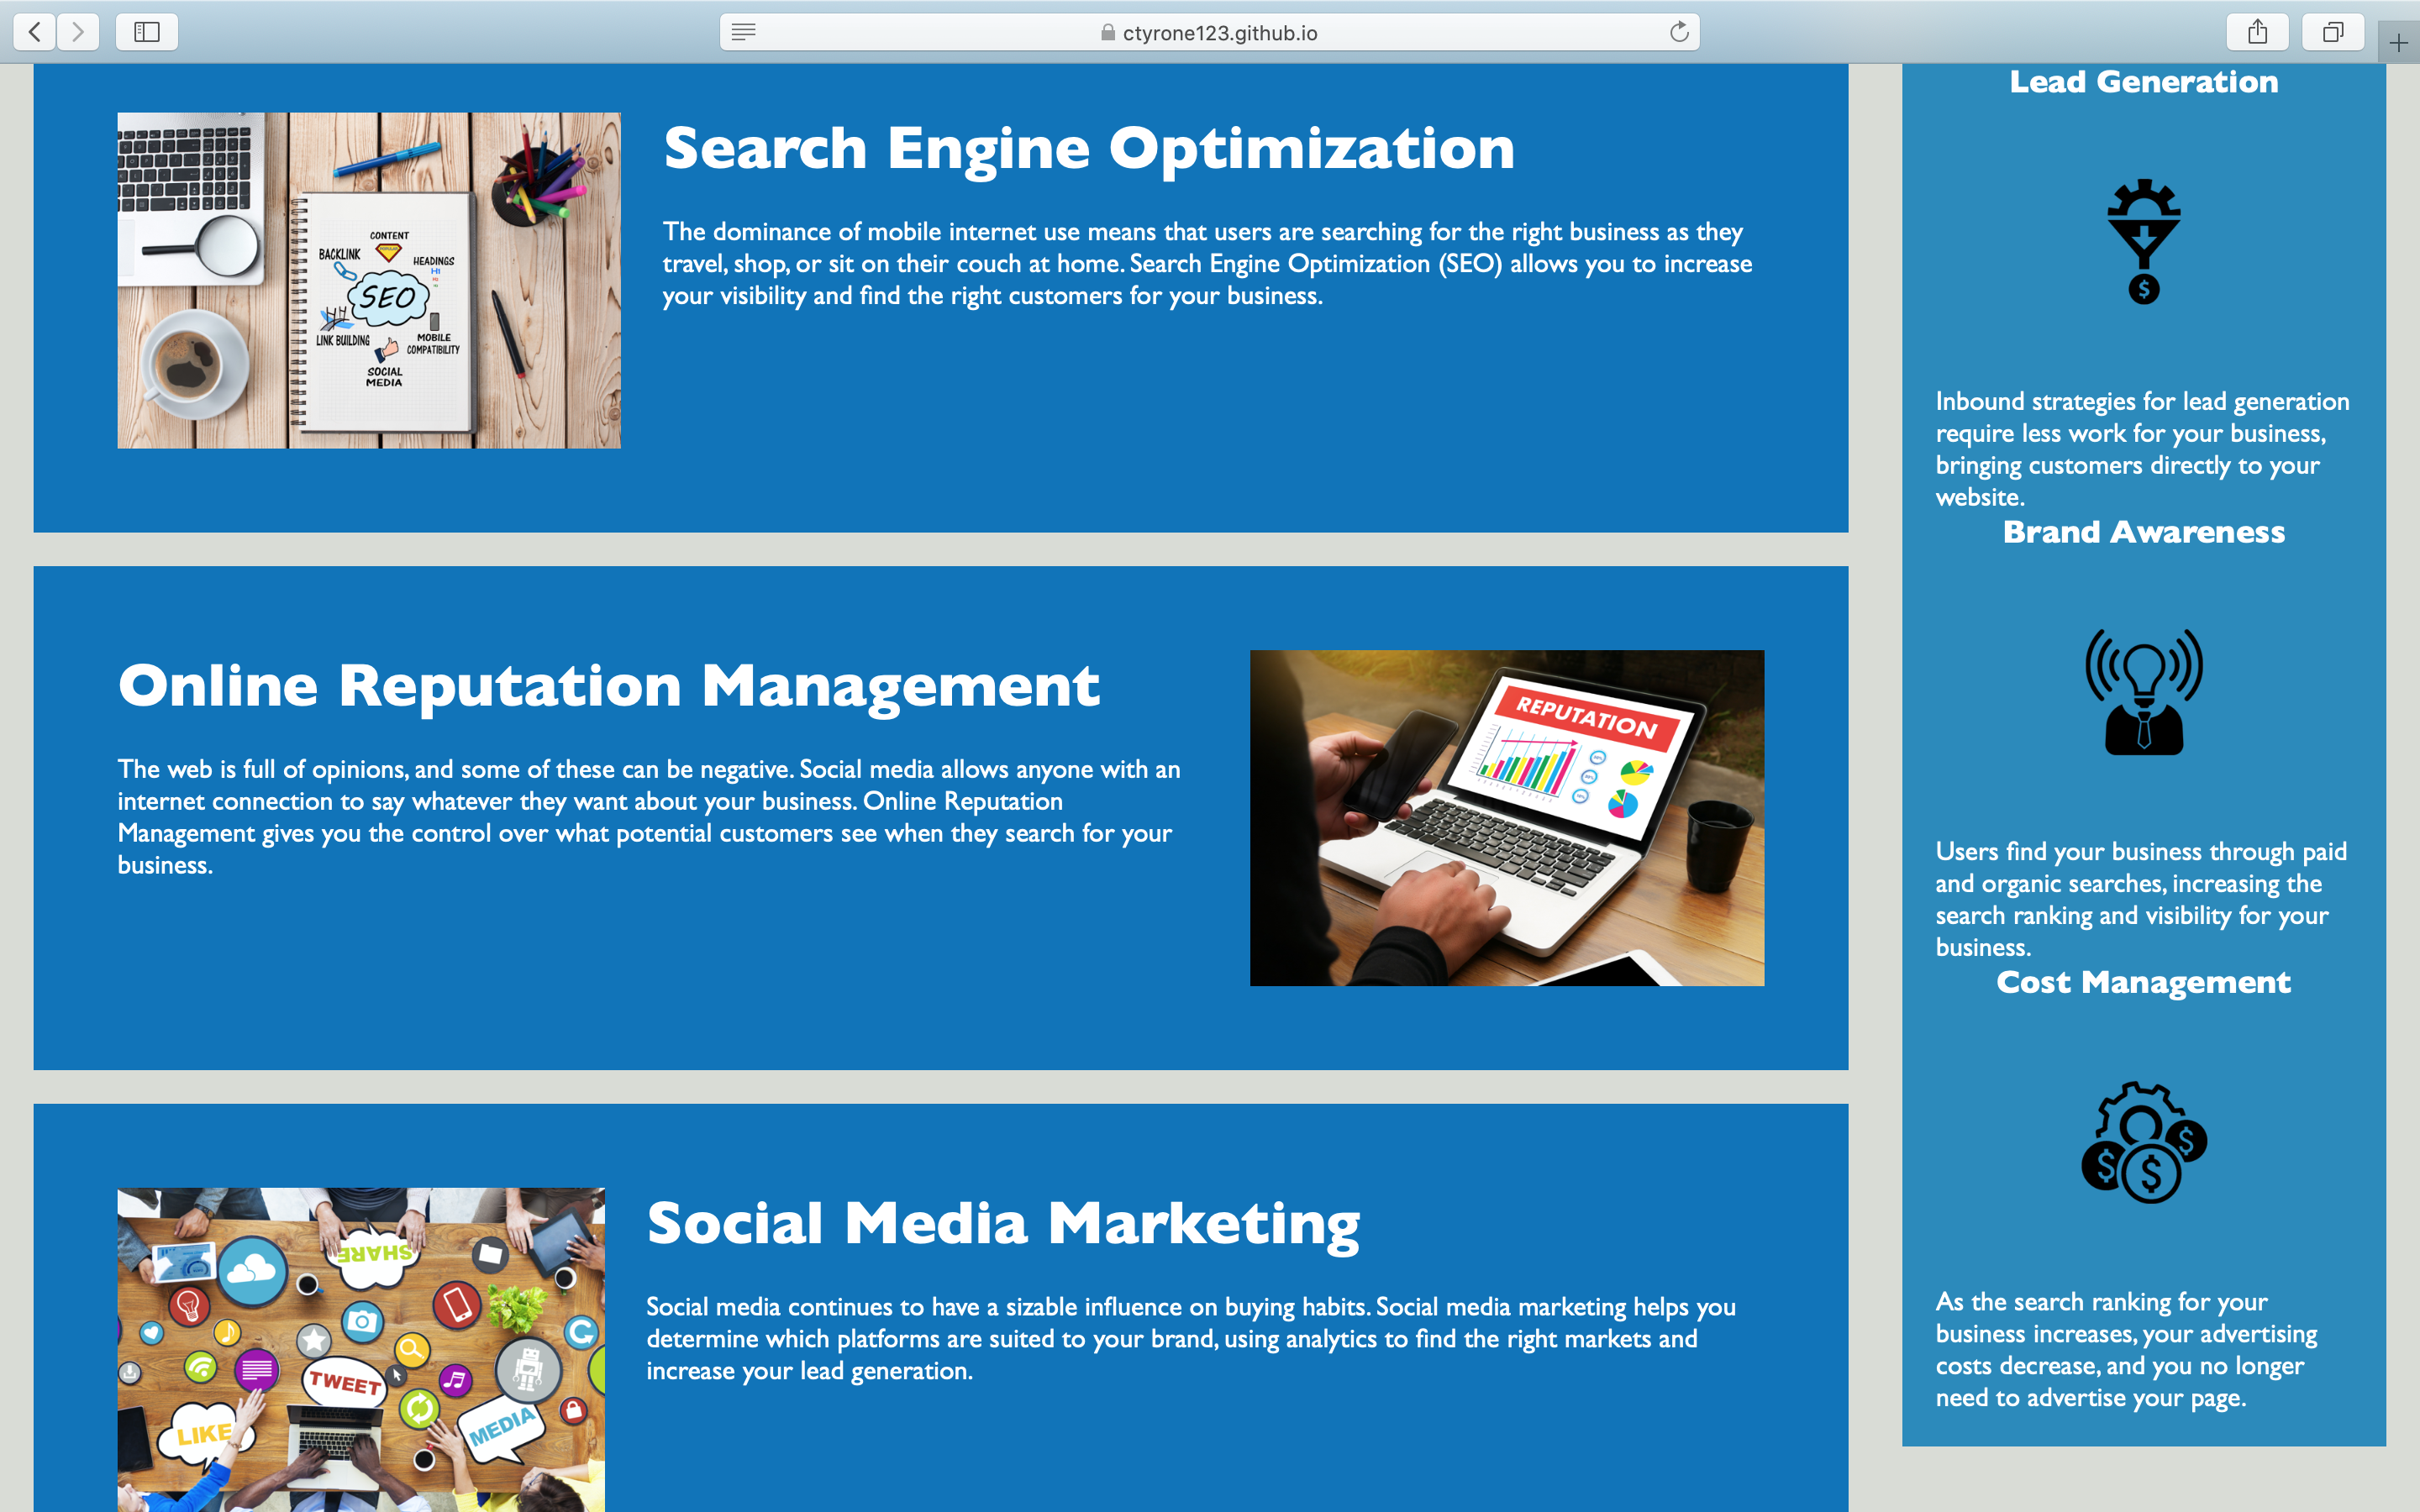 ctyrone123.github.io
Search Engine Optimization
The dominance of mobile internet use means that users are searching for the right business as they
travel, shop, or sit on their couch at home. Search Engine Optimization (SEO) allows you to increase
your visibility and find the right customers for your business.
CONTENT
BACKLINK
HEADINGS
H1
SEO
LINK BUILDING
MOBILE
COMPATIBILITY
SOCIAL
MEDIA
Online Reputation Management
The web is full of opinions, and some of these can be negative. Social media allows anyone with an
internet connection to say whatever they want about your business. Online Reputation
Management gives you the control over what potential customers see when they search for your
business.
REPUTATION
Social Media Marketing
Social media continues to have a sizable influence on buying habits. Social media marketing helps you
determine which platforms are suited to your brand, using analytics to find the right markets and
increase your lead generation.
SHARE
TWEET
LIKE
MEDIA
Lead Generation
$
Inbound strategies for lead generation
require less work for your business,
bringing customers directly to your
website.
Brand Awareness
Users find your business through paid
and organic searches, increasing the
search ranking and visibility for your
business.
Cost Management
$
$ $
As the search ranking for your
business increases, your advertising
costs decrease, and you no longer
need to advertise your page.